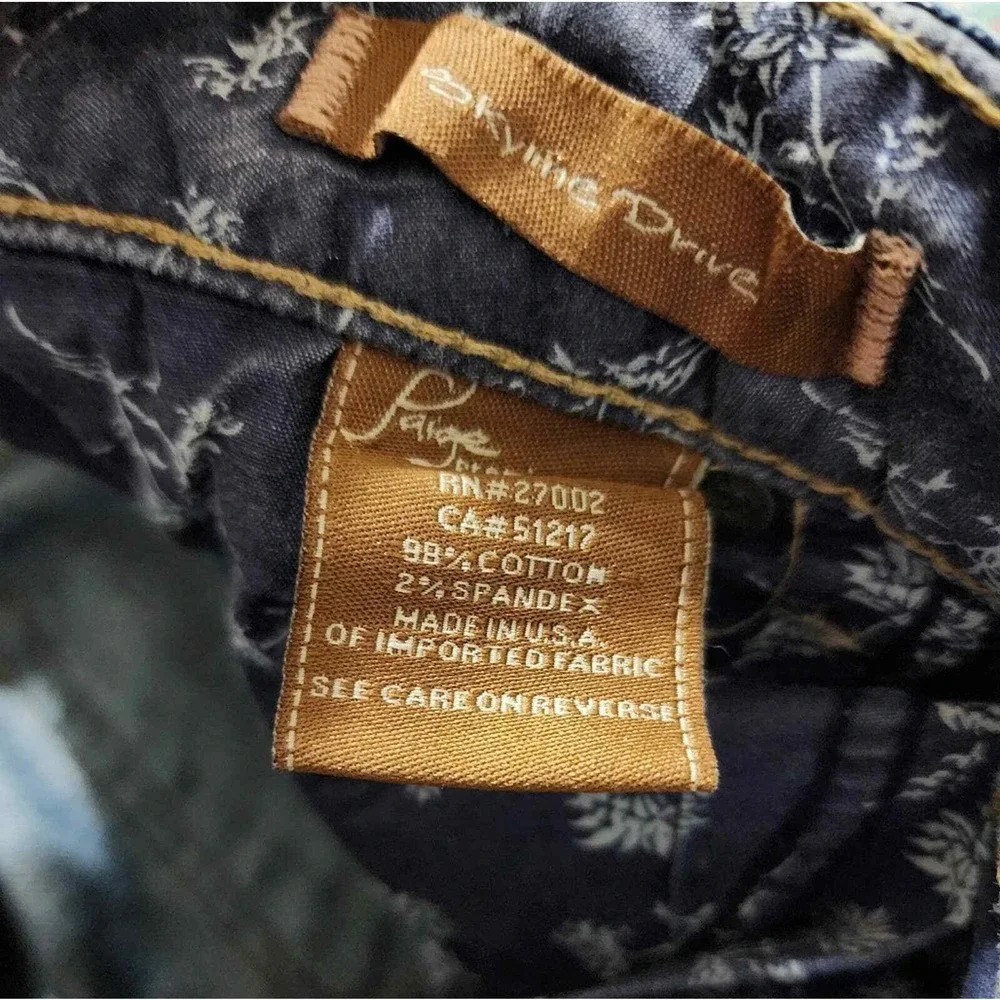 Skyline Drive
Paige
RN#27002
CA#51217
98% COTTON
2% SPANDEX
MADE IN U.S.A.
OF IMPORTED FABRIC
SEE CARE ON REVERSE